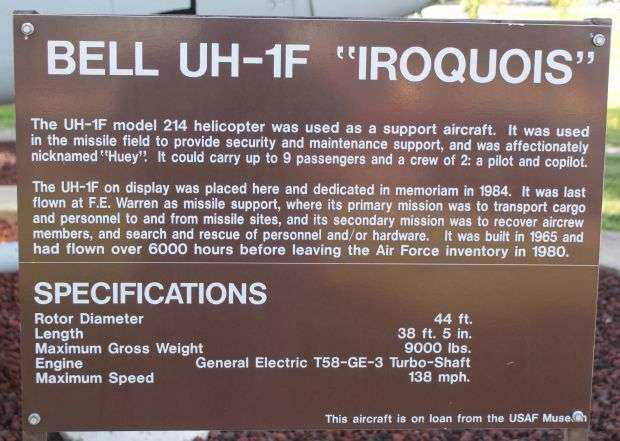 BELL UH-1F "IROQUOIS"
The UH-1F model 214 helicopter was used as a support aircraft. It was used
in the missile field to provide security and maintenance support, and was affectionately
nicknamed "Huey". It could carry up to 9 passengers and a crew of 2: a pilot and copilot.
The UH-1F on display was placed here and dedicated in memoriam in 1984. It was last
flown at F.E. Warren as missile support, where its primary mission was to transport cargo
and personnel to and from missile sites, and its secondary mission was to recover aircrew
members, and search and rescue of personnel and/or hardware. It was built in 1965 and
had flown over 6000 hours before leaving the Air Force inventory in 1980.
SPECIFICATIONS
Rotor Diameter 44 ft.
Length 38 ft. 5 in.
Maximum Gross Weight 9000 lbs.
Engine General Electric T58-GE-3 Turbo-Shaft
Maximum Speed 138 mph.
This aircraft is on loan from the USAF Museum